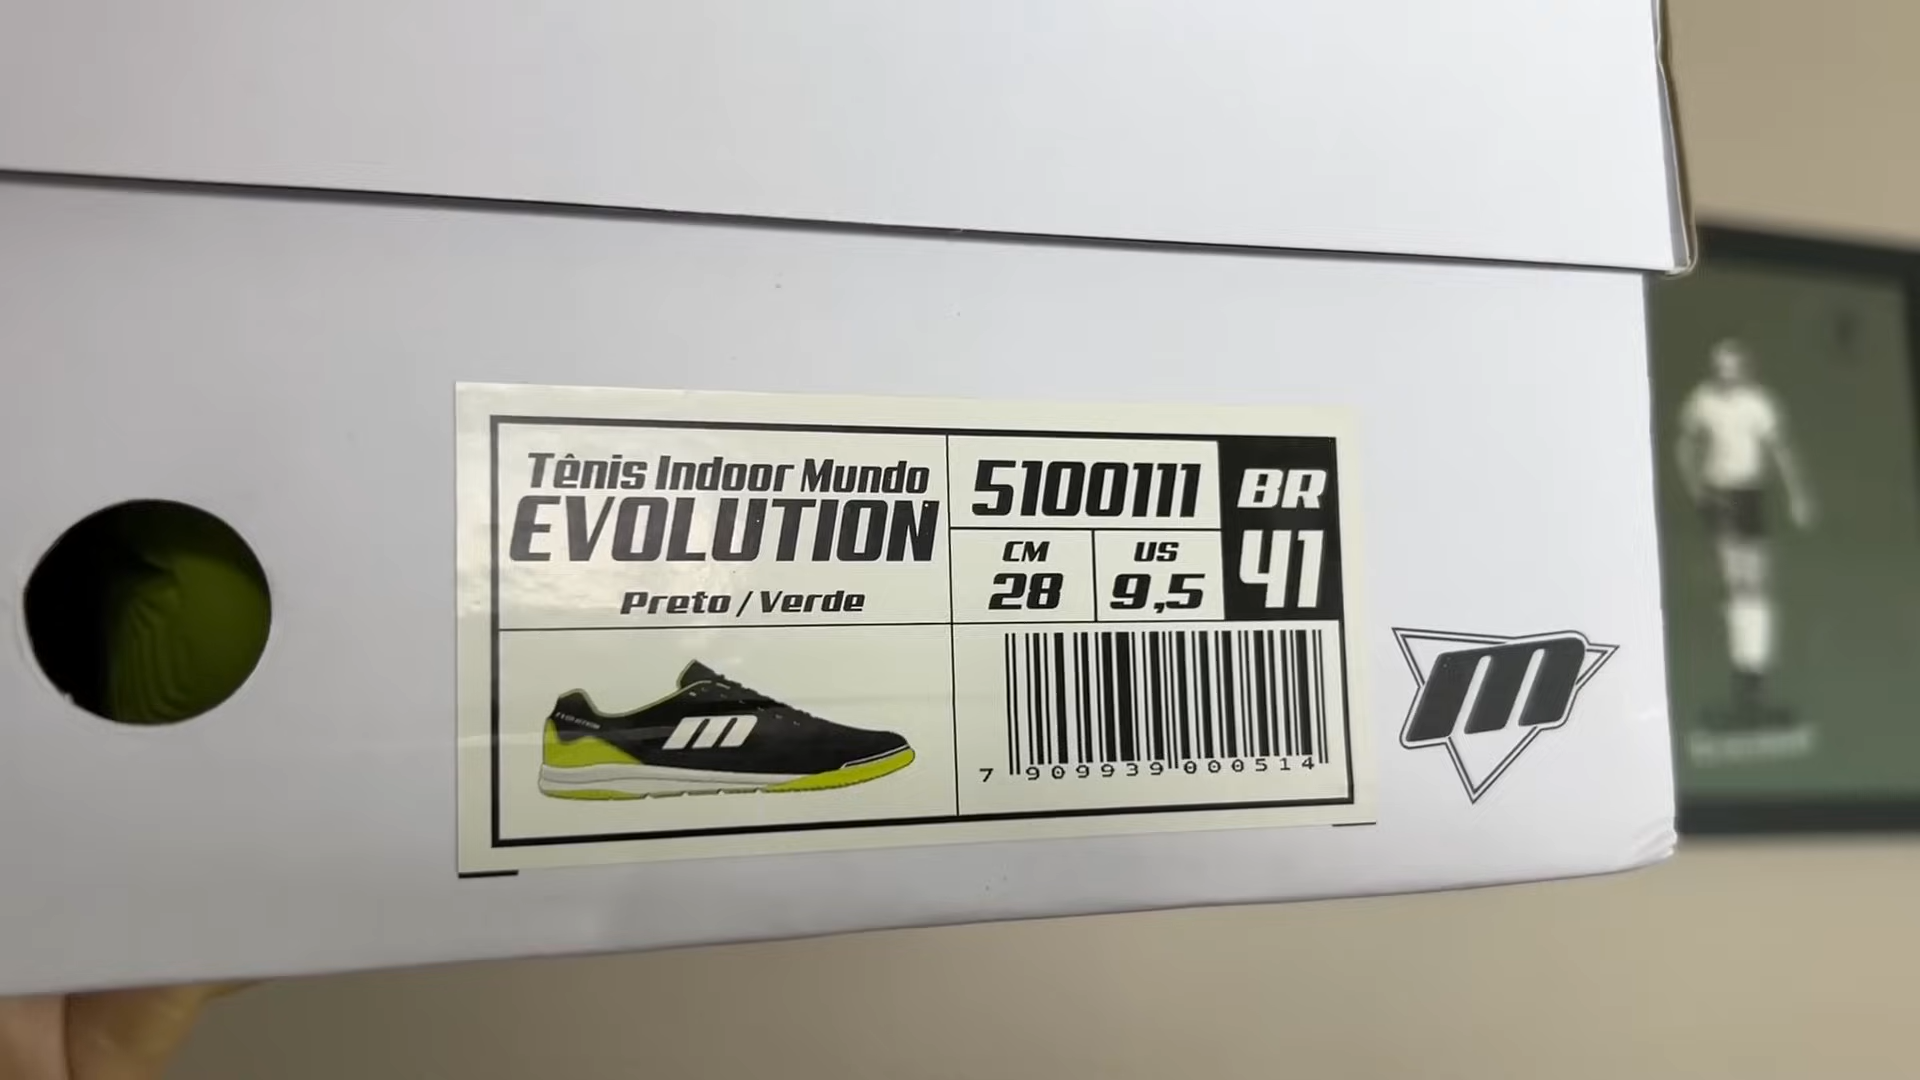 Tênis Indoor Mundo
EVOLUTION
Preto / Verde
5100111
CM
28
US
9,5
BR
41
7 909939 000514
m
m